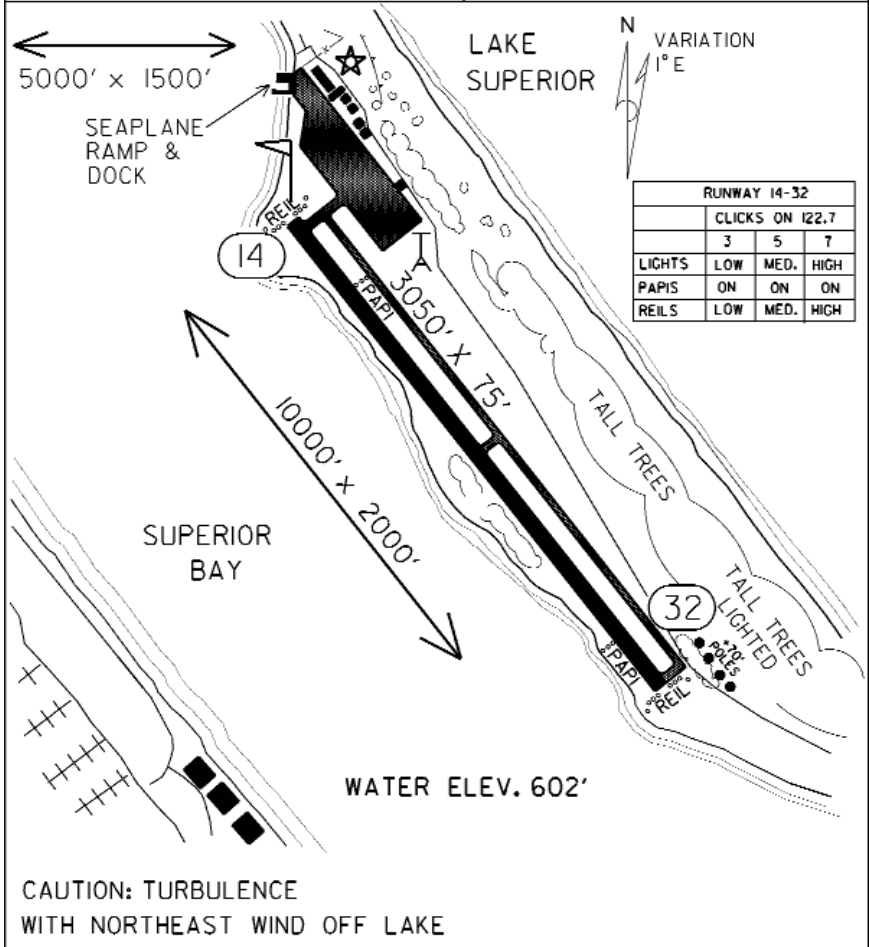 LAKE
SUPERIOR
N
VARIATION
1° E
5000' x 1500'
SEAPLANE
RAMP &
DOCK
RUNWAY 14-32
CLICKS ON 122.7
3 5 7
LIGHTS LOW MED. HIGH
PAPIS ON ON ON
REILS LOW MED. HIGH
REIL
14
PAPI
3050' X 75'
10000' x 2000'
TALL TREES
SUPERIOR
BAY
TALL TREES
LIGHTED
32
+70'
POLES
PAPI
REIL
WATER ELEV. 602'
CAUTION: TURBULENCE
WITH NORTHEAST WIND OFF LAKE